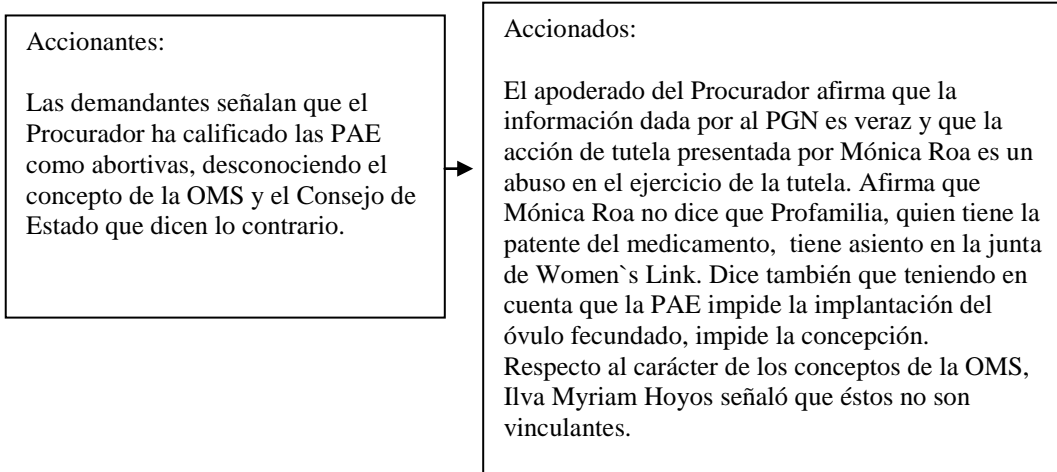 Accionantes:
Las demandantes señalan que el
Procurador ha calificado las PAE
como abortivas, desconociendo el
concepto de la OMS y el Consejo de
Estado que dicen lo contrario.
Accionados:
El apoderado del Procurador afirma que la
información dada por al PGN es veraz y que la
acción de tutela presentada por Mónica Roa es un
abuso en el ejercicio de la tutela. Afirma que
Mónica Roa no dice que Profamilia, quien tiene la
patente del medicamento,  tiene asiento en la junta
de Women`s Link. Dice también que teniendo en
cuenta que la PAE impide la implantación del
óvulo fecundado, impide la concepción.
Respecto al carácter de los conceptos de la OMS,
Ilva Myriam Hoyos señaló que éstos no son
vinculantes.